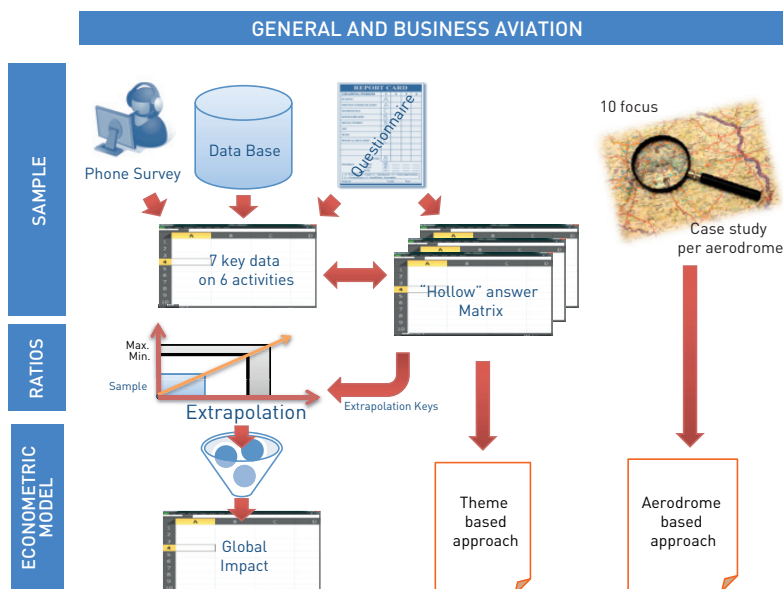 GENERAL AND BUSINESS AVIATION
SAMPLE
Phone Survey
Data Base
REPORT CARD
Questionnaire
10 focus
Case study
per aerodrome
7 key data
on 6 activities
"Hollow" answer
Matrix
RATIOS
Max.
Min.
Sample
Extrapolation
Extrapolation Keys
ECONOMETRIC
MODEL
Global
Impact
Theme
based
approach
Aerodrome
based
approach